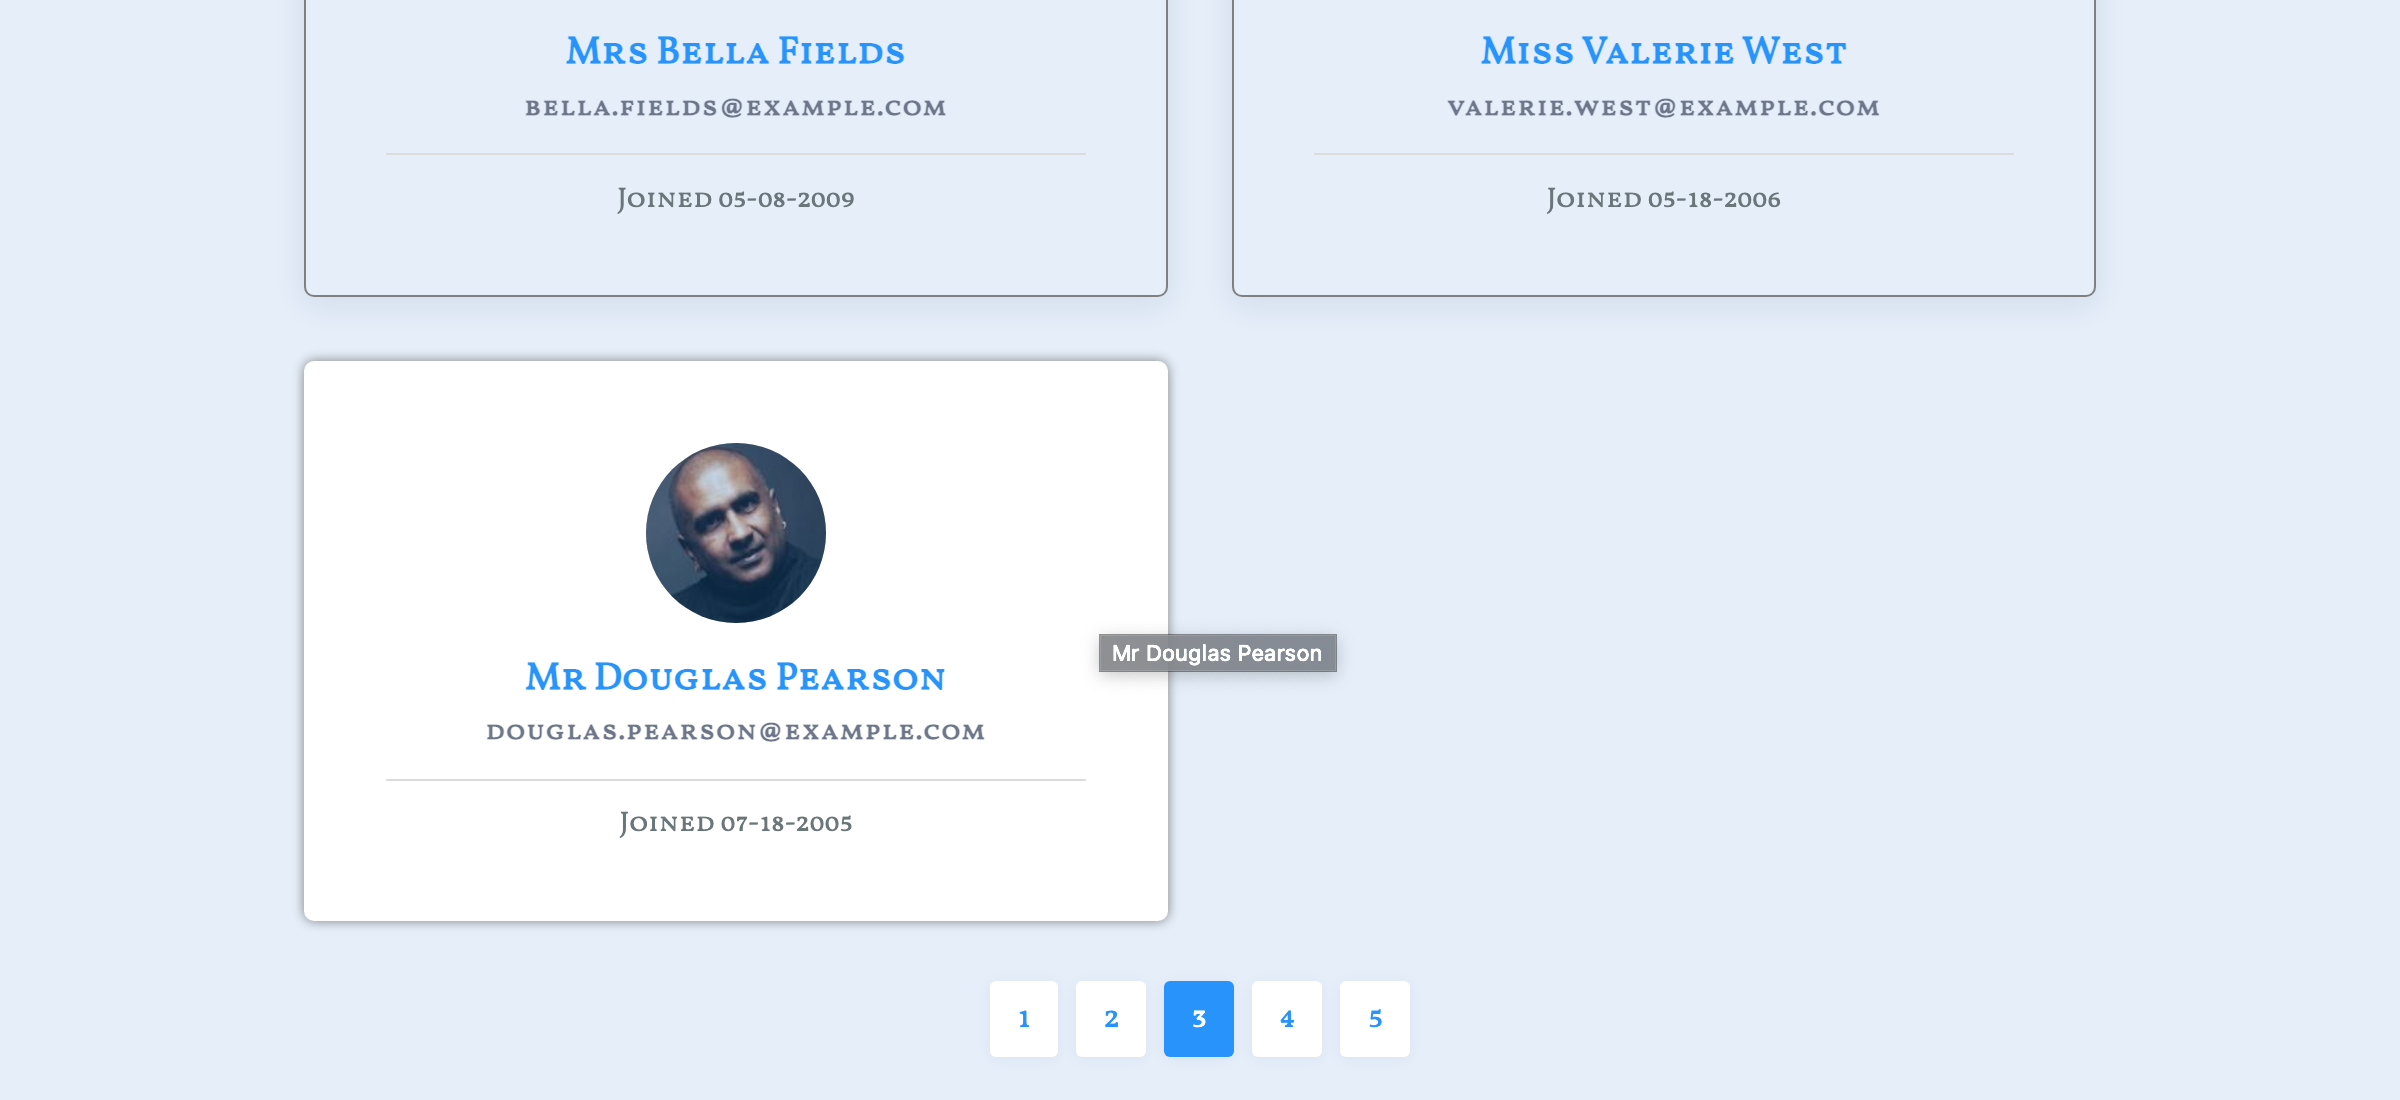 Mrs Bella Fields
bella.fields@example.com
Joined 05-08-2009
Miss Valerie West
valerie.west@example.com
Joined 05-18-2006
Mr Douglas Pearson
douglas.pearson@example.com
Joined 07-18-2005
Mr Douglas Pearson
1 2 3 4 5